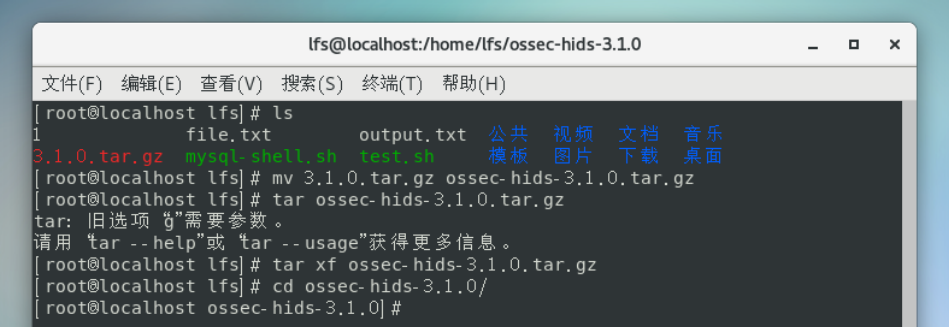 lfs@localhost:/home/lfs/ossec-hids-3.1.0
文件(F) 编辑(E) 查看(V) 搜索(S) 终端(T) 帮助(H)
[root@localhost lfs]# ls
1 file.txt output.txt 公共 视频 文档 音乐
3.1.0.tar.gz mysql-shell.sh test.sh 模板 图片 下载 桌面
[root@localhost lfs]# mv 3.1.0.tar.gz ossec-hids-3.1.0.tar.gz
[root@localhost lfs]# tar ossec-hids-3.1.0.tar.gz
tar: 旧选项“g”需要参数。
请用“tar --help”或“tar --usage”获得更多信息。
[root@localhost lfs]# tar xf ossec-hids-3.1.0.tar.gz
[root@localhost lfs]# cd ossec-hids-3.1.0/
[root@localhost ossec-hids-3.1.0]#